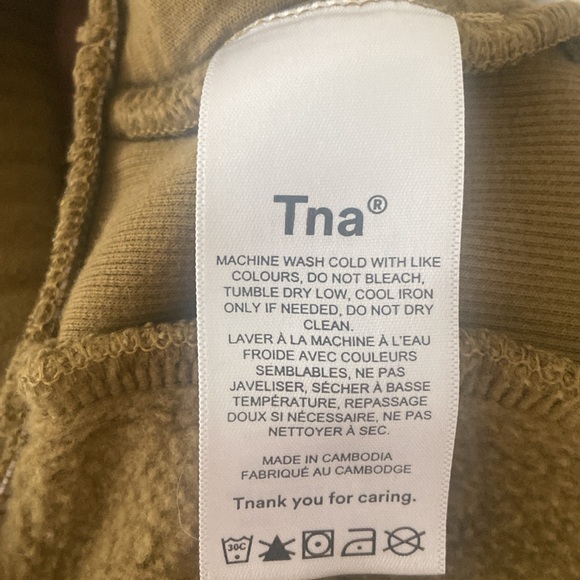 Tna®
MACHINE WASH COLD WITH LIKE
COLOURS, DO NOT BLEACH,
TUMBLE DRY LOW, COOL IRON
ONLY IF NEEDED, DO NOT DRY
CLEAN.
LAVER À LA MACHINE À L'EAU
FROIDE AVEC COULEURS
SEMBLABLES, NE PAS
JAVELISER, SÉCHER À BASSE
TEMPÉRATURE, REPASSAGE
DOUX SI NÉCESSAIRE, NE PAS
NETTOYER À SEC.
MADE IN CAMBODIA
FABRIQUÉ AU CAMBODGE
Tnank you for caring.
30C